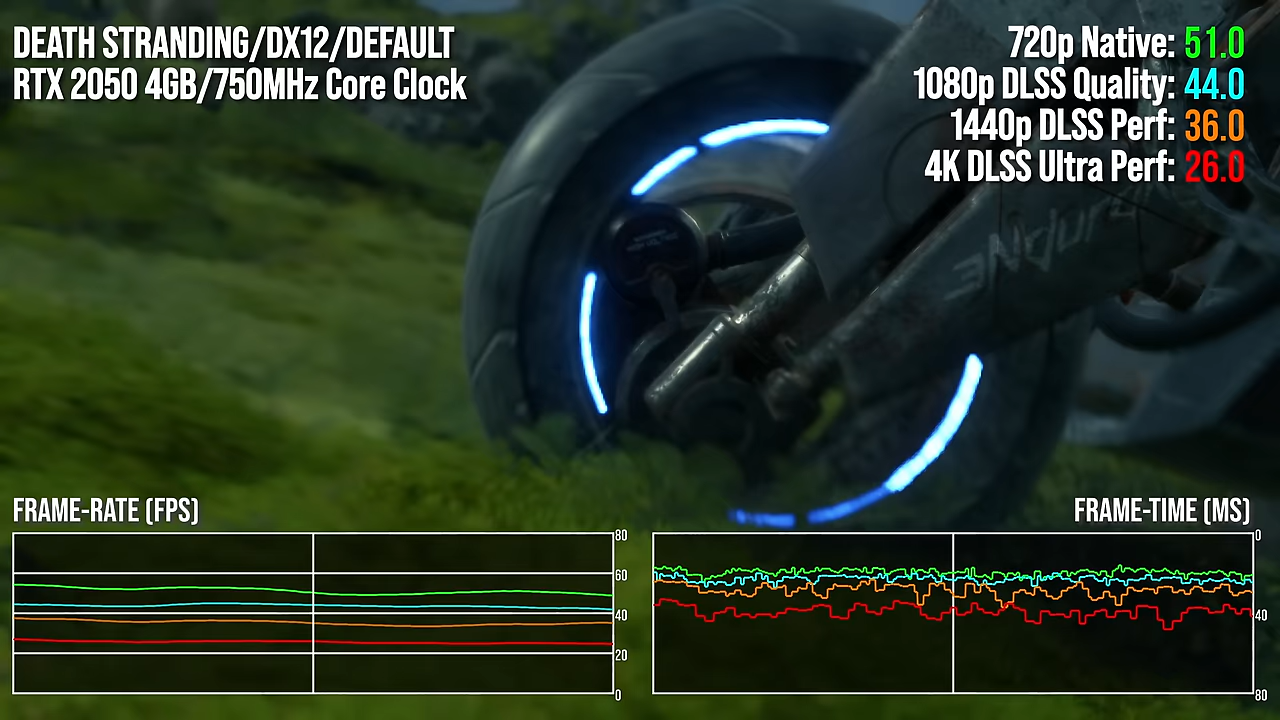 DEATH STRANDING/DX12/DEFAULT
RTX 2050 4GB/750MHz Core Clock
720p Native: 51.0
1080p DLSS Quality: 44.0
1440p DLSS Perf: 36.0
4K DLSS Ultra Perf: 26.0
FRAME-RATE (FPS)
80
60
40
20
0
FRAME-TIME (MS)
0
40
80